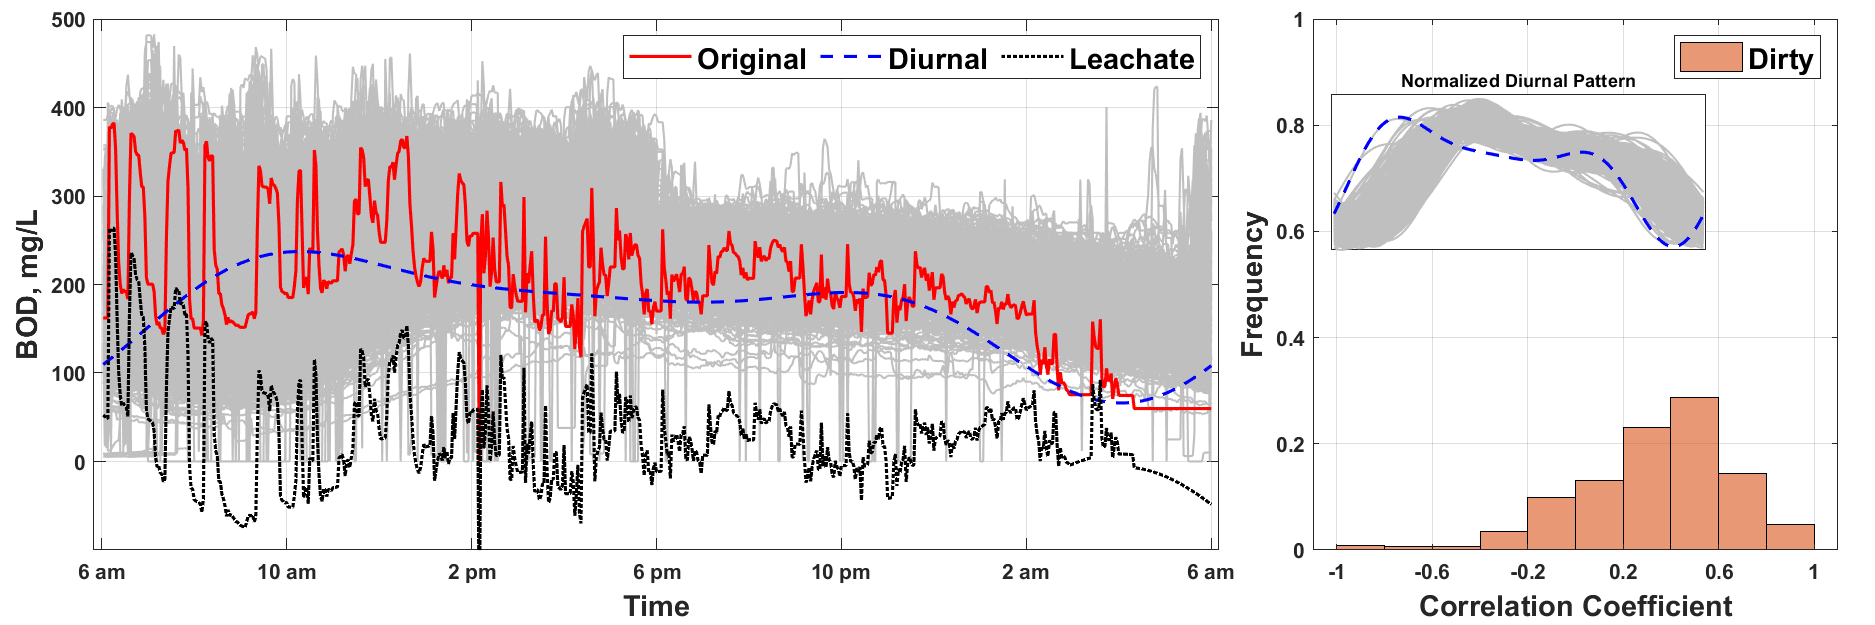 500
400
300
200
100
0
BOD, mg/L
Original
Diurnal
Leachate
6 am
10 am
2 pm
6 pm
10 pm
2 am
6 am
Time
1
0.8
0.6
0.4
0.2
0
Frequency
Dirty
Normalized Diurnal Pattern
-1
-0.6
-0.2
0.2
0.6
1
Correlation Coefficient